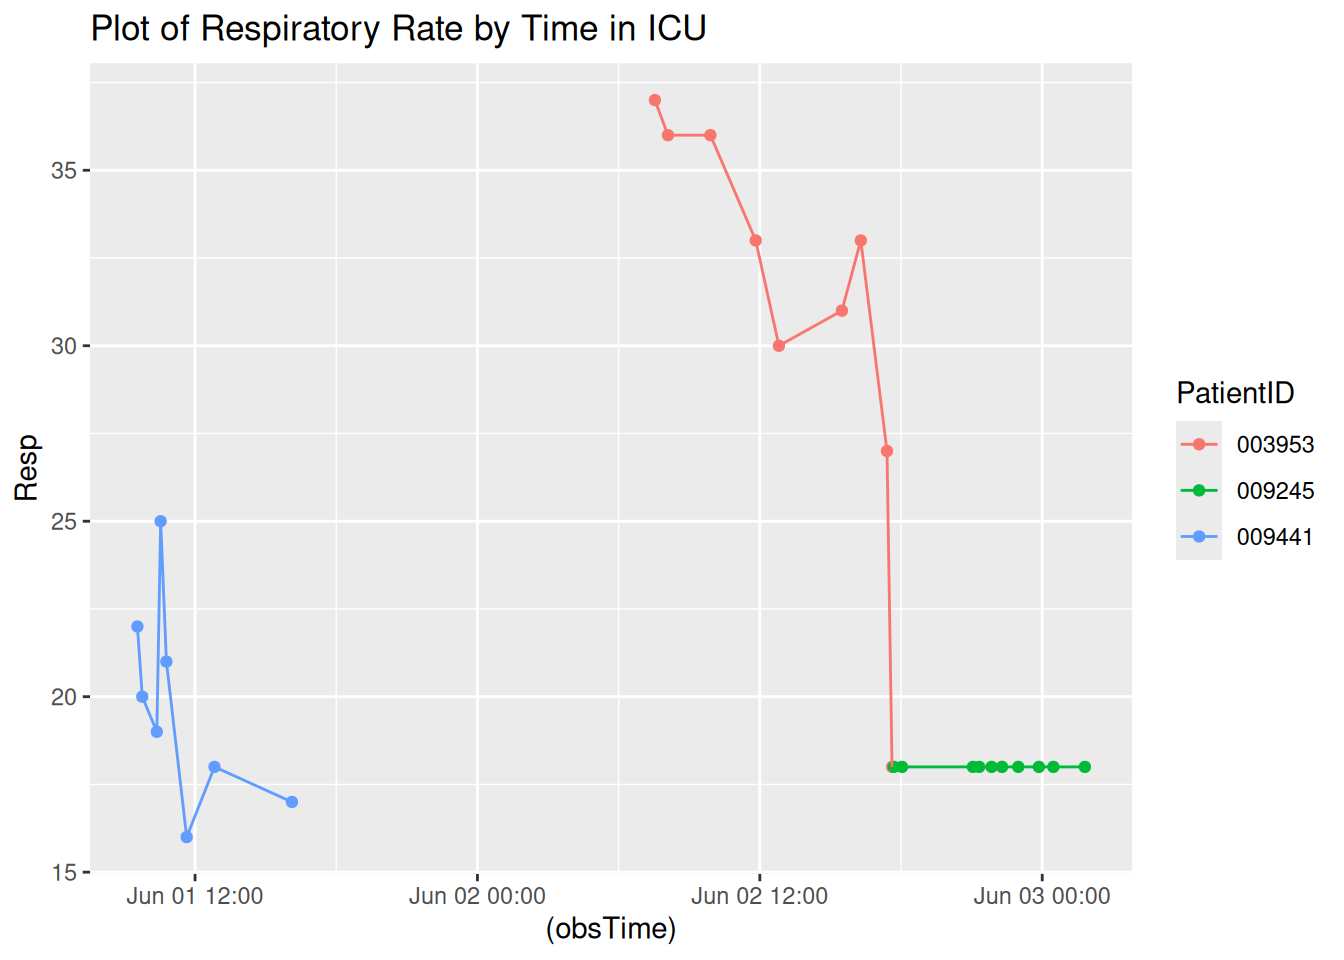 Plot of Respiratory Rate by Time in ICU
35
30
25
20
15
Resp
Jun 01 12:00
Jun 02 00:00
Jun 02 12:00
Jun 03 00:00
(obsTime)
PatientID
003953
009245
009441